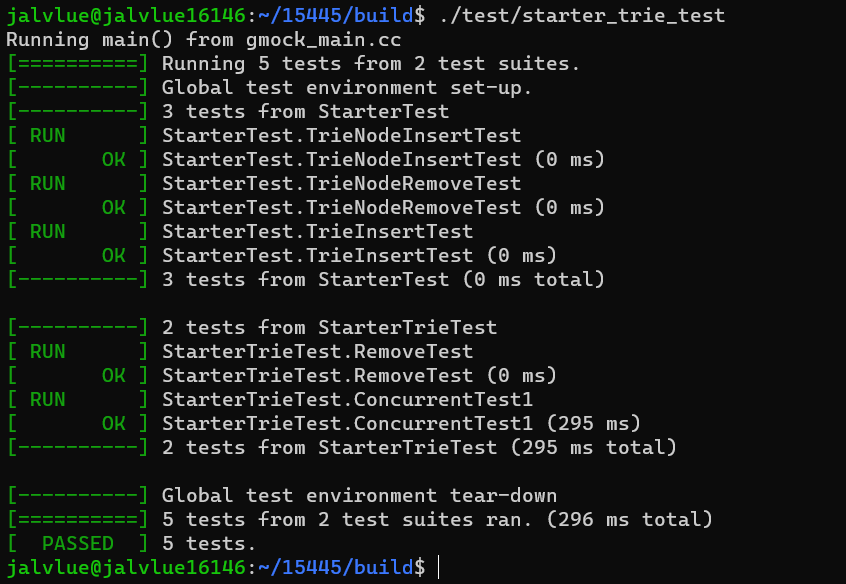 jalvlue@jalvlue16146:~/15445/build$ ./test/starter_trie_test
Running main() from gmock_main.cc
[==========] Running 5 tests from 2 test suites.
[----------] Global test environment set-up.
[----------] 3 tests from StarterTest
[ RUN      ] StarterTest.TrieNodeInsertTest
[       OK ] StarterTest.TrieNodeInsertTest (0 ms)
[ RUN      ] StarterTest.TrieNodeRemoveTest
[       OK ] StarterTest.TrieNodeRemoveTest (0 ms)
[ RUN      ] StarterTest.TrieInsertTest
[       OK ] StarterTest.TrieInsertTest (0 ms)
[----------] 3 tests from StarterTest (0 ms total)

[----------] 2 tests from StarterTrieTest
[ RUN      ] StarterTrieTest.RemoveTest
[       OK ] StarterTrieTest.RemoveTest (0 ms)
[ RUN      ] StarterTrieTest.ConcurrentTest1
[       OK ] StarterTrieTest.ConcurrentTest1 (295 ms)
[----------] 2 tests from StarterTrieTest (295 ms total)

[----------] Global test environment tear-down
[==========] 5 tests from 2 test suites ran. (296 ms total)
[  PASSED  ] 5 tests.
jalvlue@jalvlue16146:~/15445/build$